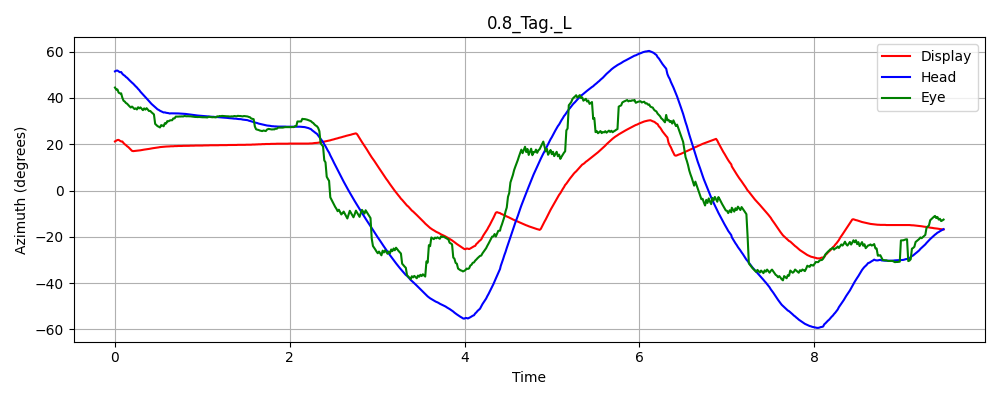 0.8_Tag._L
Azimuth (degrees)
60
40
20
0
−20
−40
−60
Display
Head
Eye
0 2 4 6 8
Time